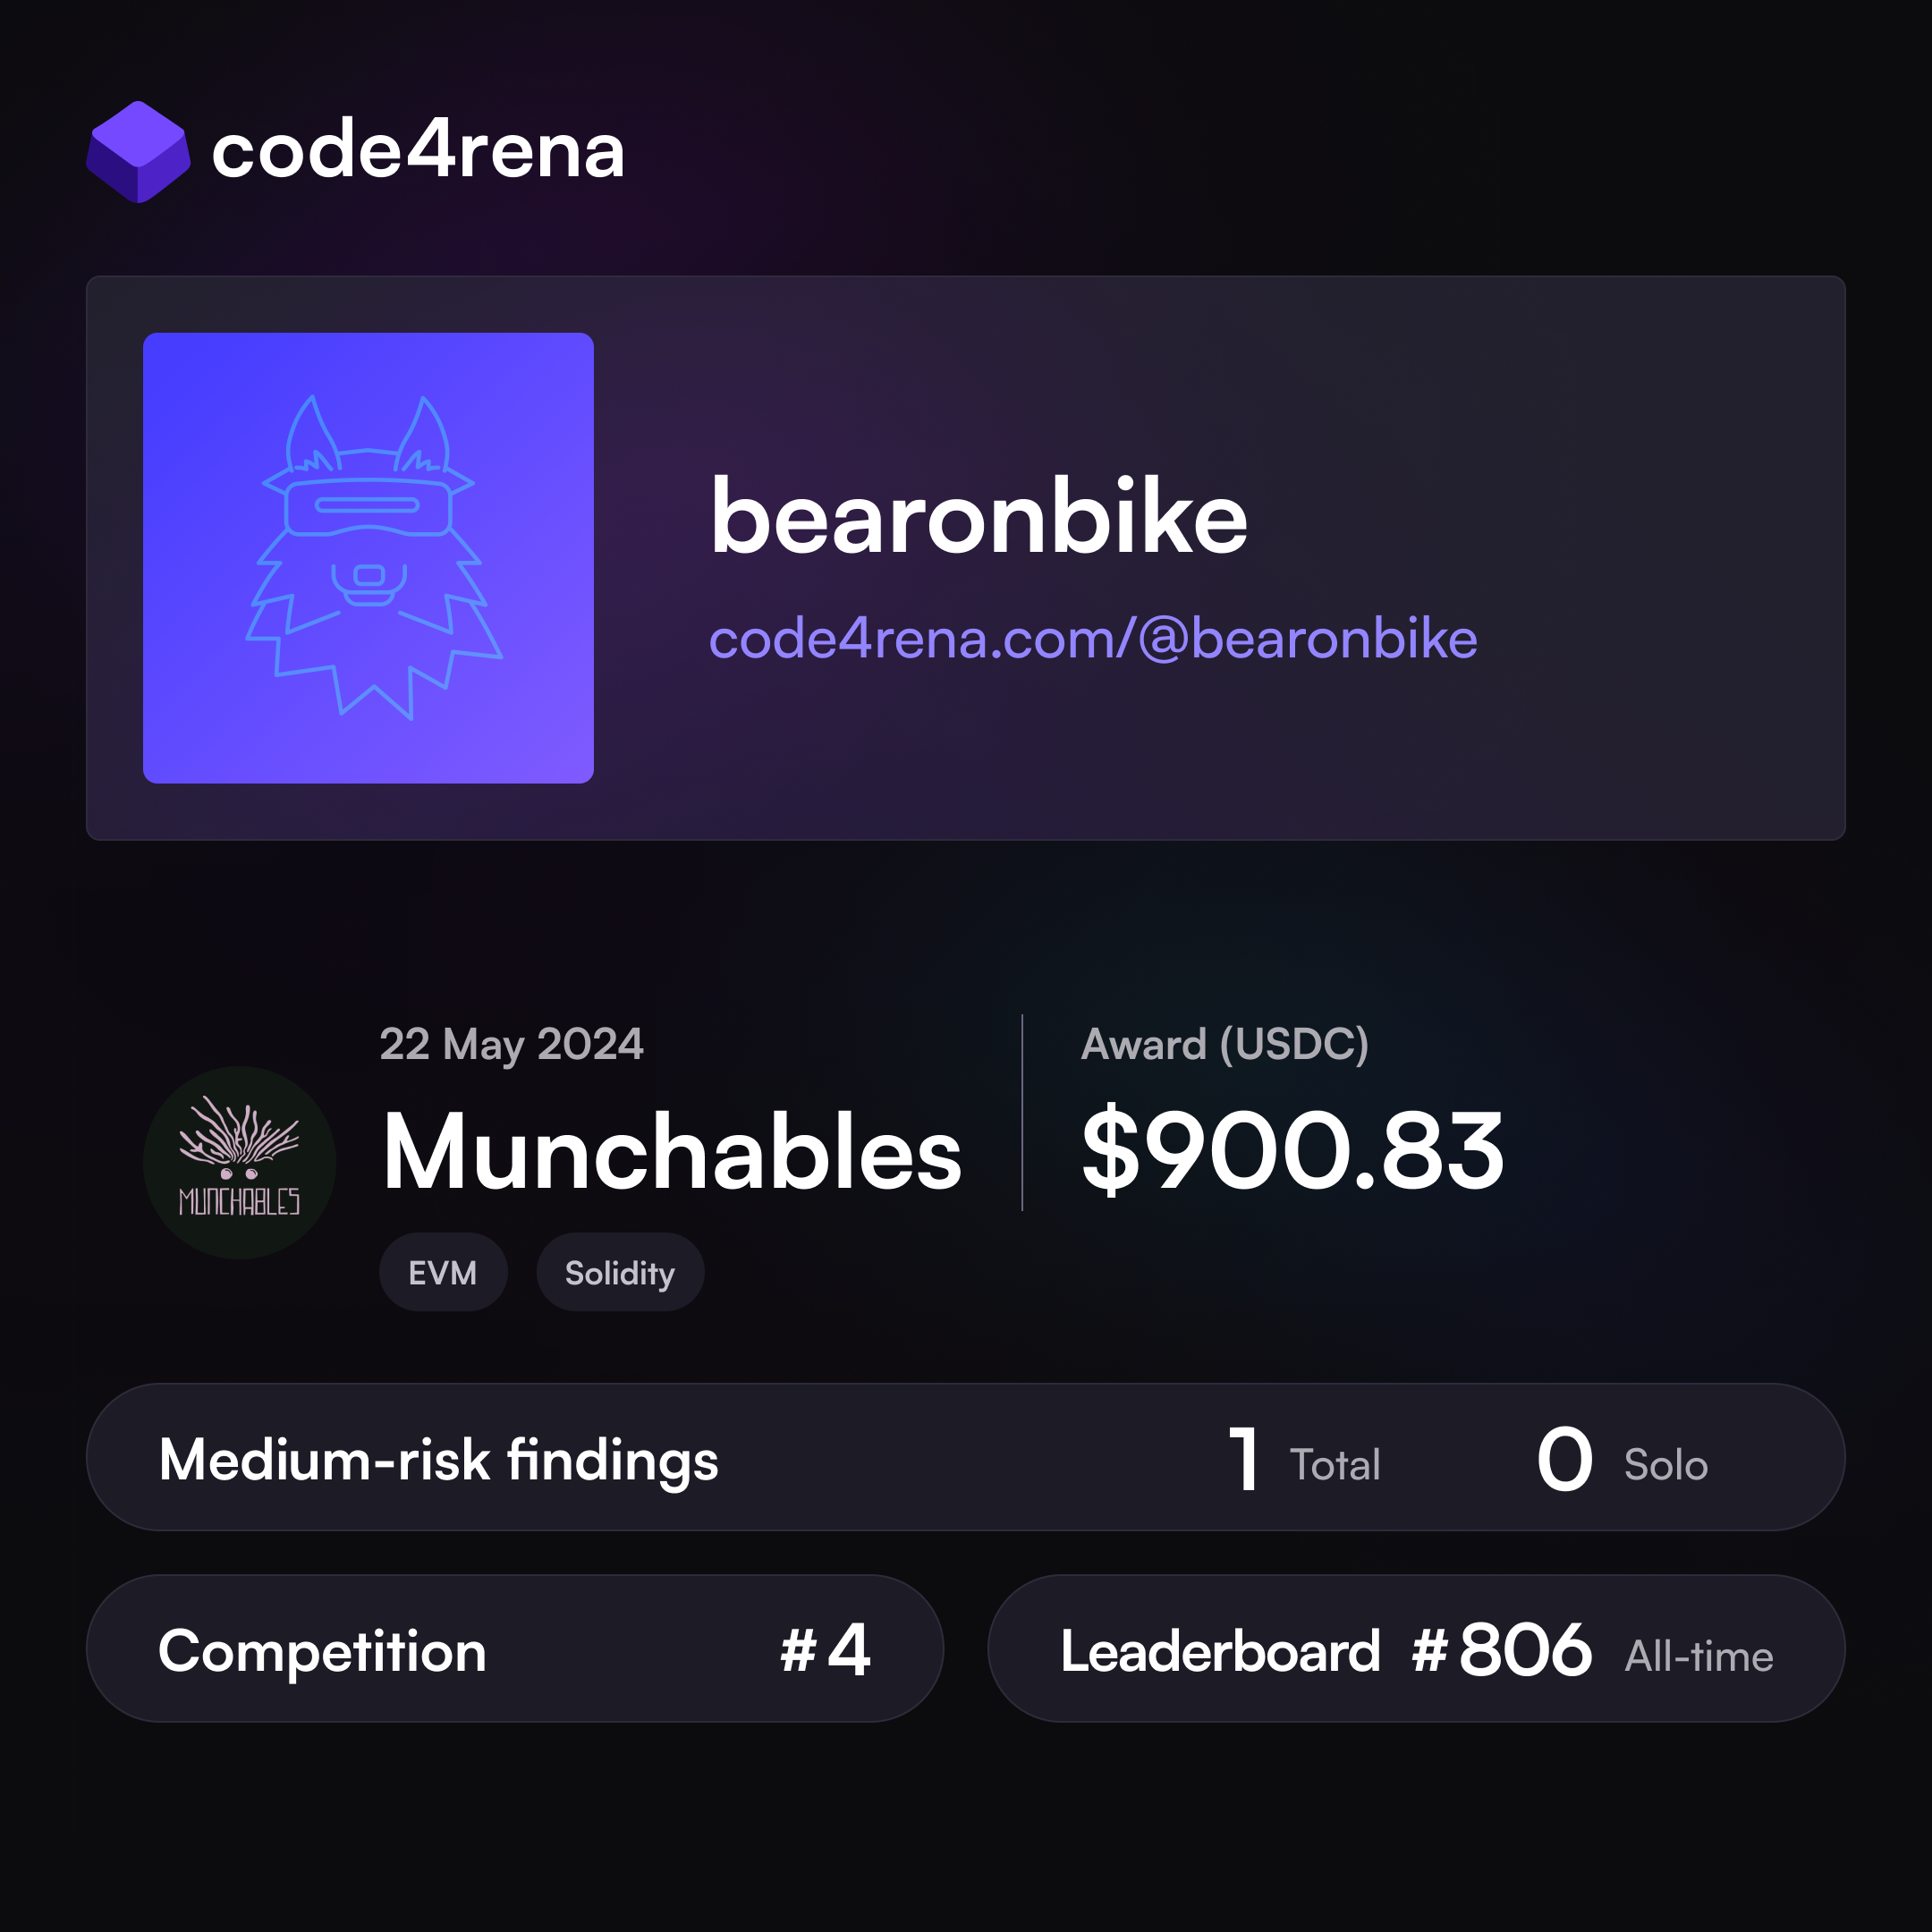 code4rena
bearonbike
code4rena.com/@bearonbike
22 May 2024
Munchables
EVM Solidity
MUNCHABLES
Award (USDC)
$900.83
Medium-risk findings 1 Total 0 Solo
Competition #4
Leaderboard #806 All-time